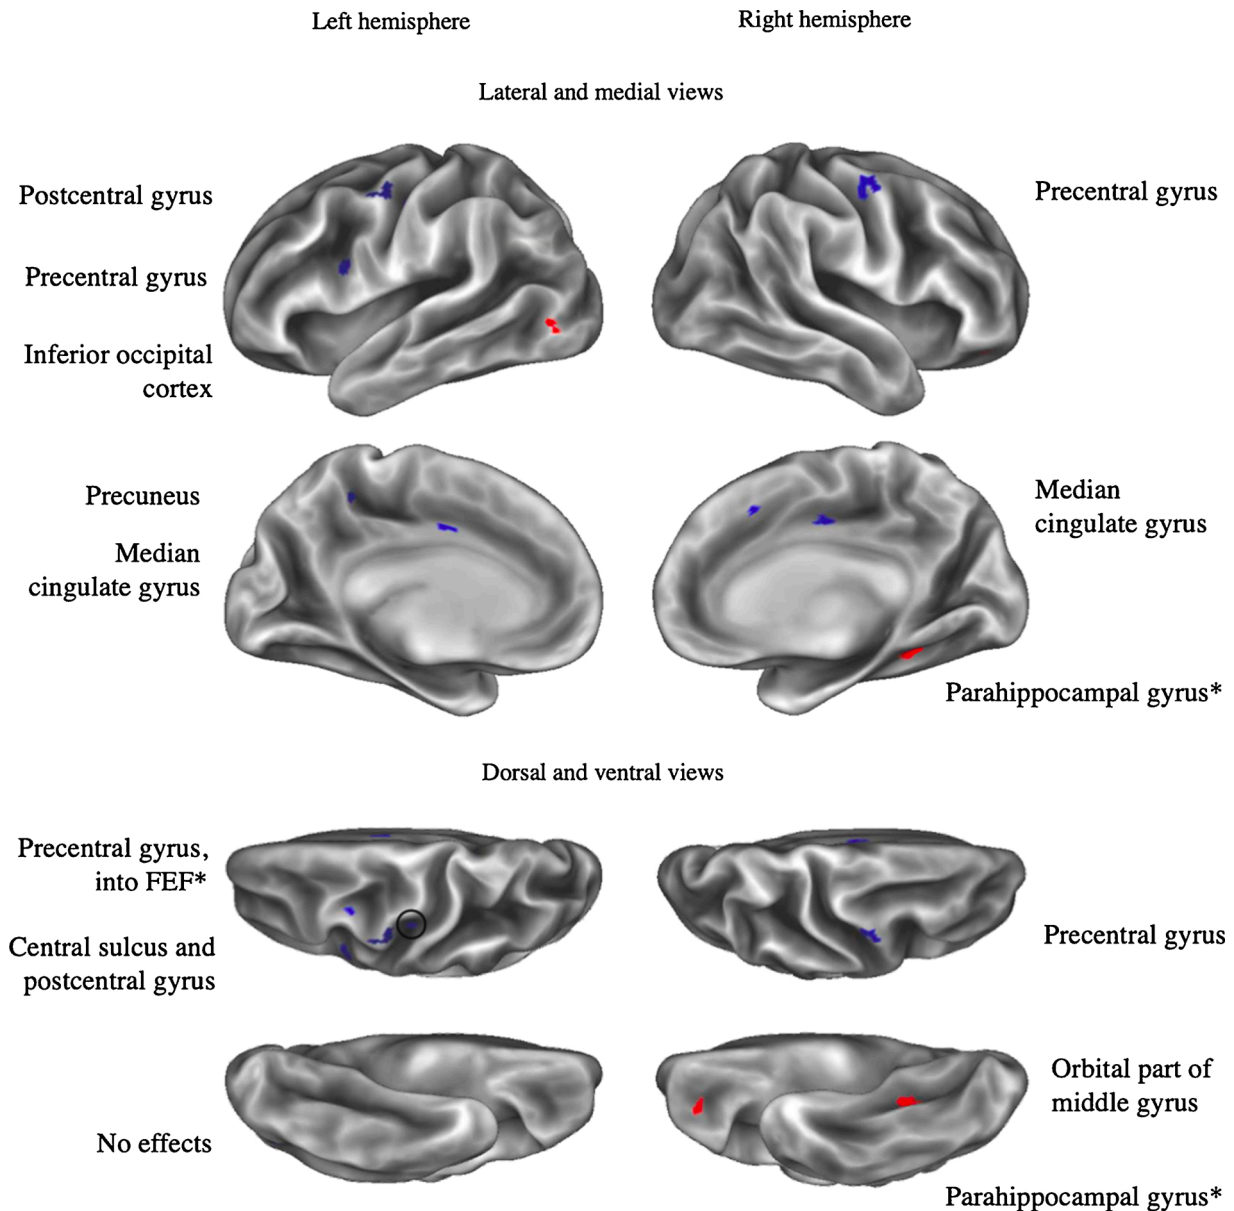 Left hemisphere
Right hemisphere
Lateral and medial views
Postcentral gyrus
Precentral gyrus
Precentral gyrus
Inferior occipital
cortex
Precuneus
Median
cingulate gyrus
Median
cingulate gyrus
Parahippocampal gyrus*
Dorsal and ventral views
Precentral gyrus,
into FEF*
Central sulcus and
postcentral gyrus
Precentral gyrus
No effects
Orbital part of
middle gyrus
Parahippocampal gyrus*